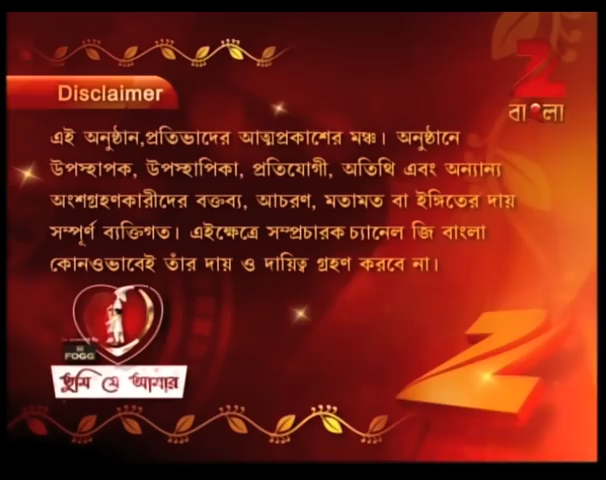 Disclaimer
বাংলা
এই অনুষ্ঠান,প্রতিভাদের আত্মপ্রকাশের মঞ্চ। অনুষ্ঠানে
উপস্থাপক, উপস্থাপিকা, প্রতিযোগী, অতিথি এবং অন্যান্য
অংশগ্রহণকারীদের বক্তব্য, আচরণ, মতামত বা ইঙ্গিতের দায়
সম্পূর্ণ ব্যক্তিগত। এইক্ষেত্রে সম্প্রচারক চ্যানেল জি বাংলা
কোনওভাবেই তাঁর দায় ও দায়িত্ব গ্রহণ করবে না।
FOGG
তুমি যে আমার